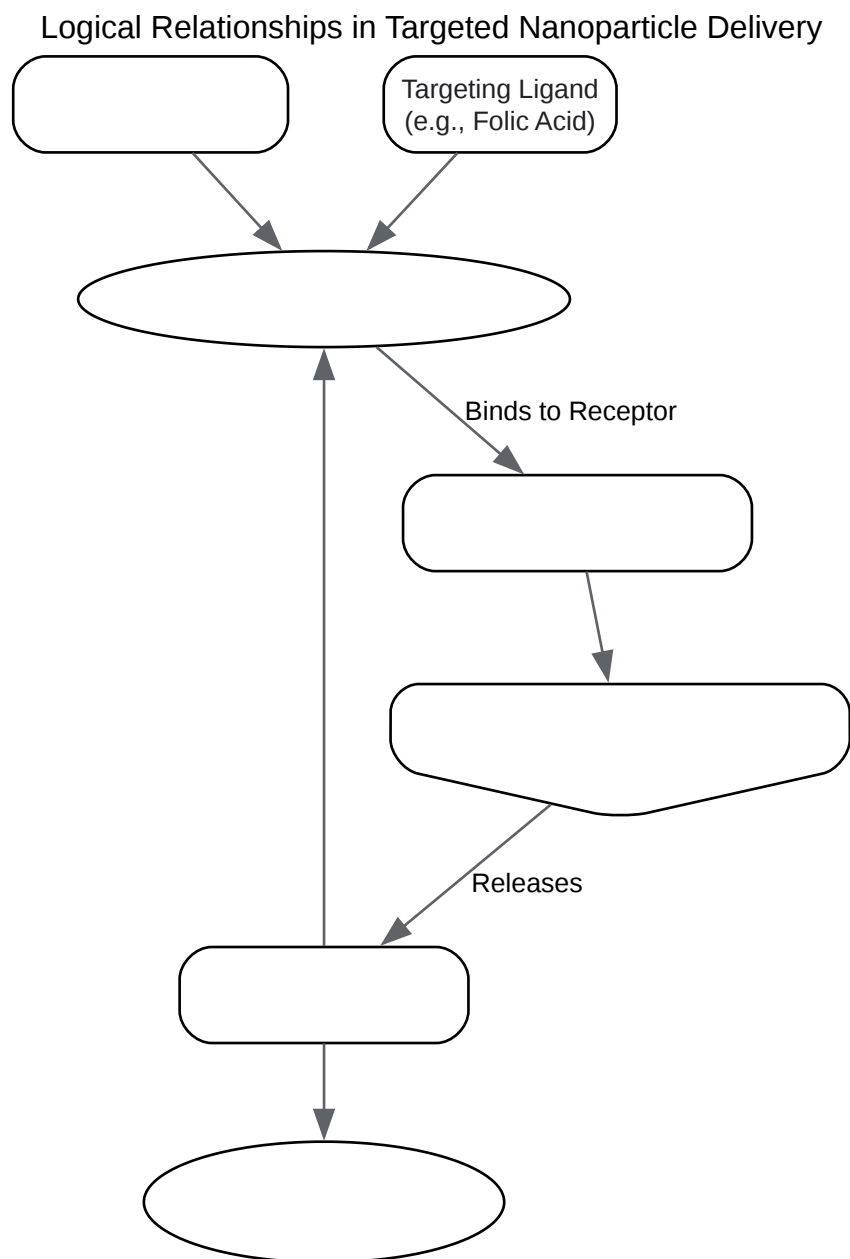 Logical Relationships in Targeted Nanoparticle Delivery
Targeting Ligand
(e.g., Folic Acid)
Binds to Receptor
Releases